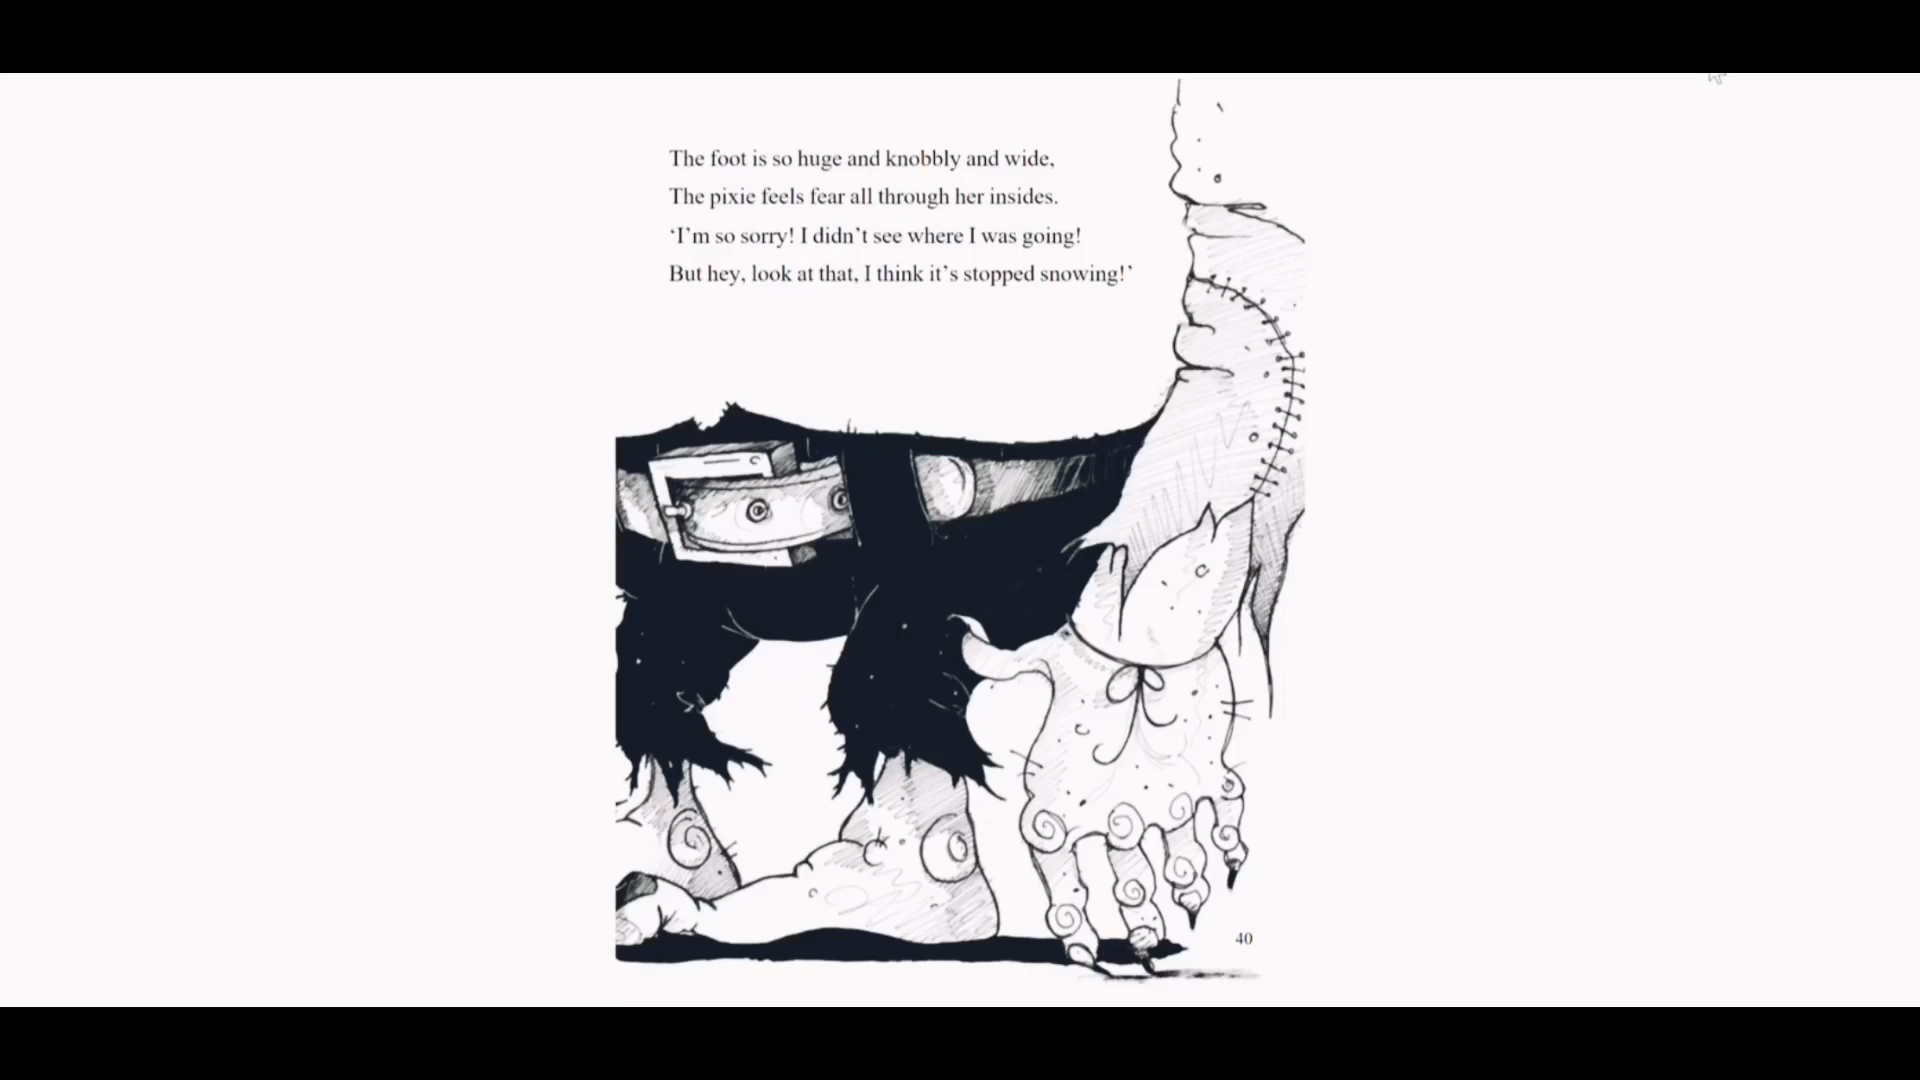 The foot is so huge and knobbly and wide,
The pixie feels fear all through her insides.
‘I’m so sorry! I didn’t see where I was going!
But hey, look at that, I think it’s stopped snowing!’
40